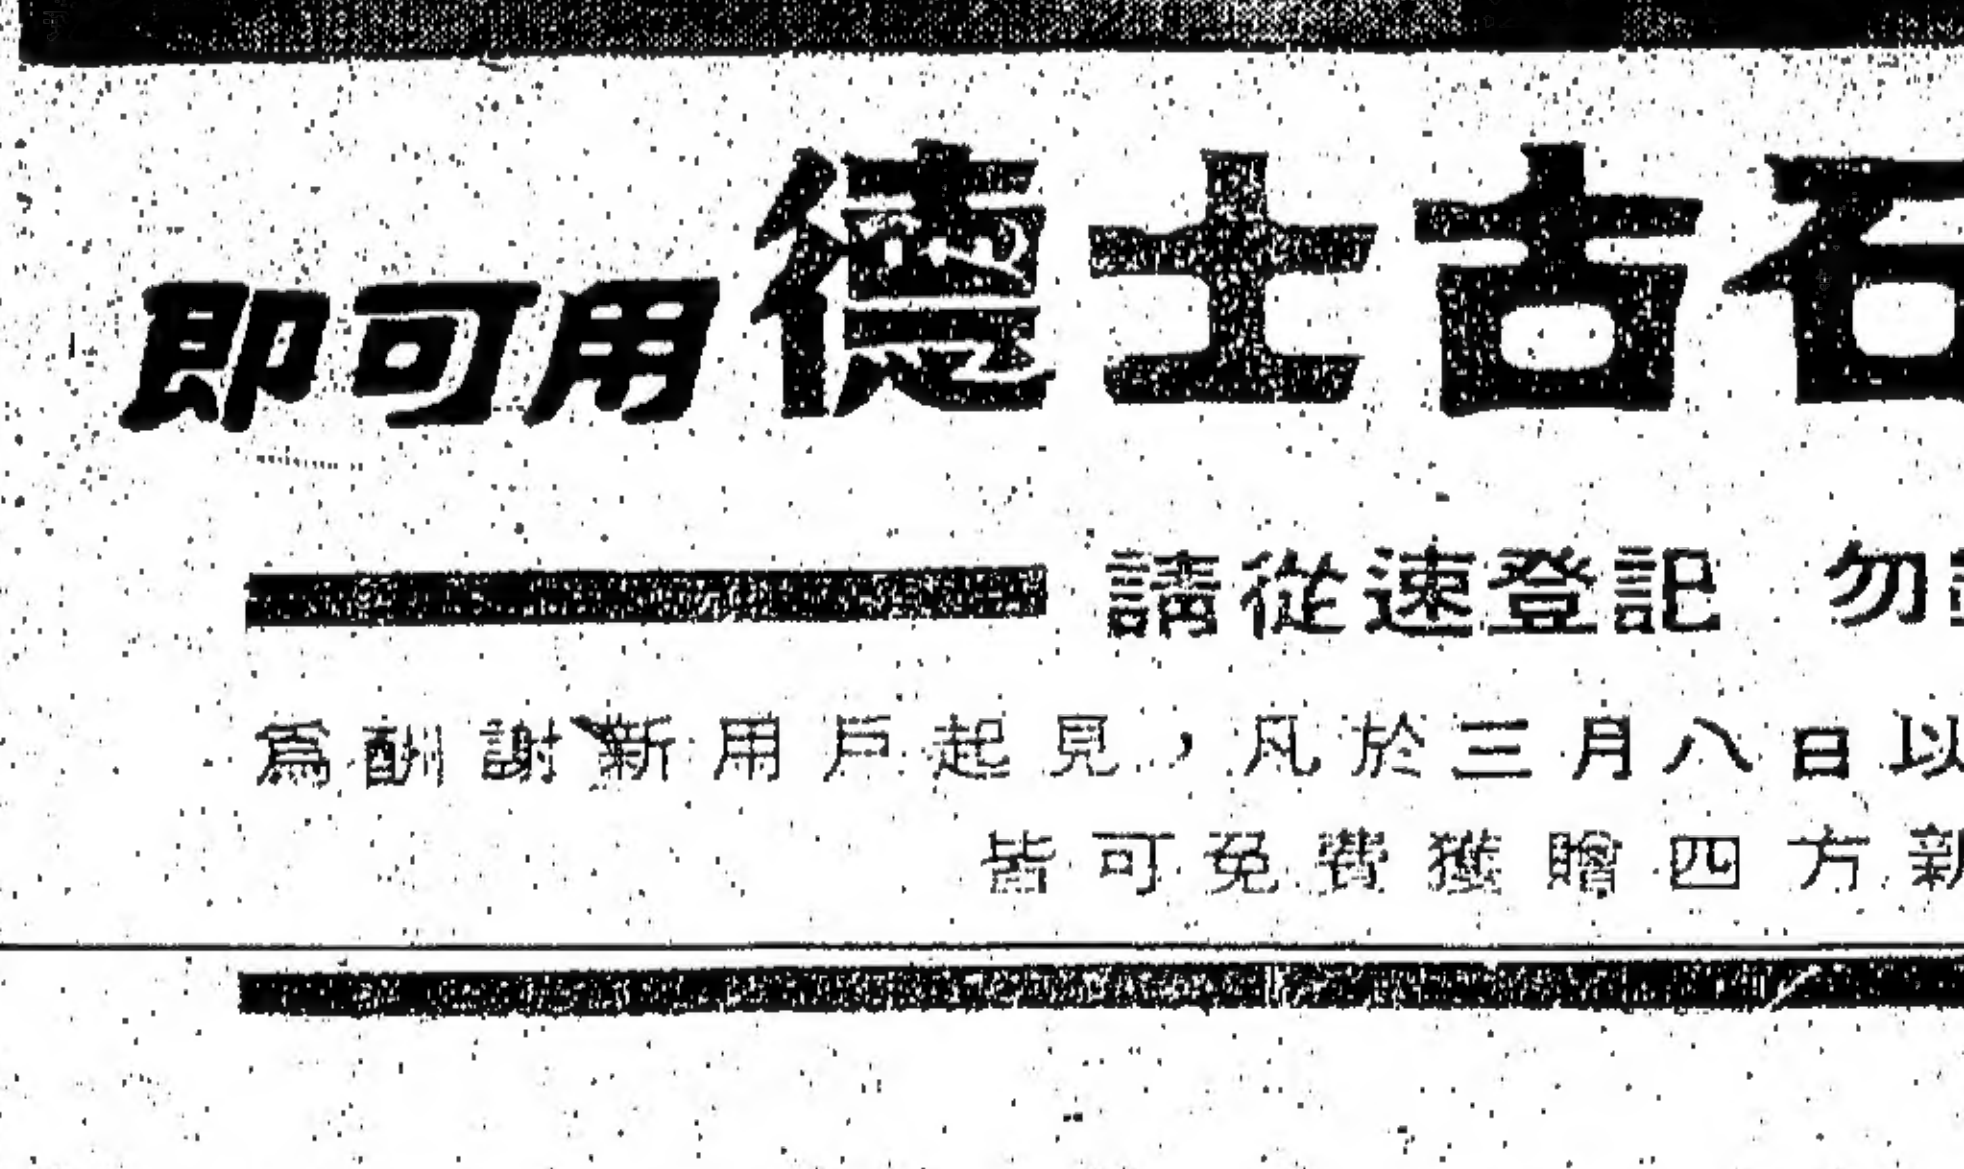 即可用德士古石
請從速登記 勿
為酬謝新用戶起見，凡於三月八日以
皆可免費獲贈四方新